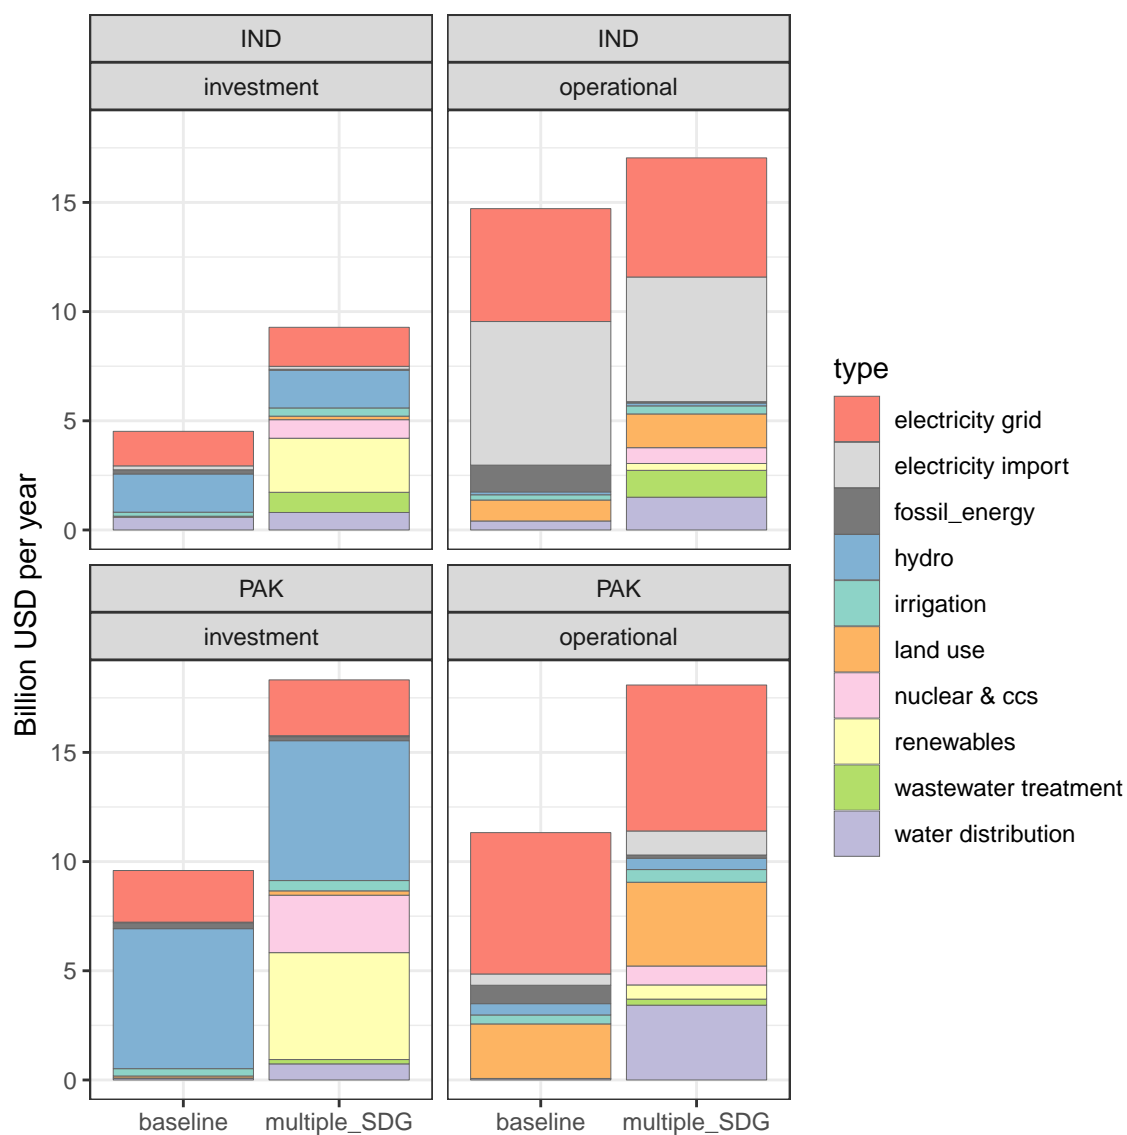 IND
IND
investment
operational
15
10
5
0
PAK
PAK
investment
operational
15
10
5
0
baseline
multiple_SDG
baseline
multiple_SDG
Billion USD per year
type
electricity grid
electricity import
fossil_energy
hydro
irrigation
land use
nuclear & ccs
renewables
wastewater treatment
water distribution